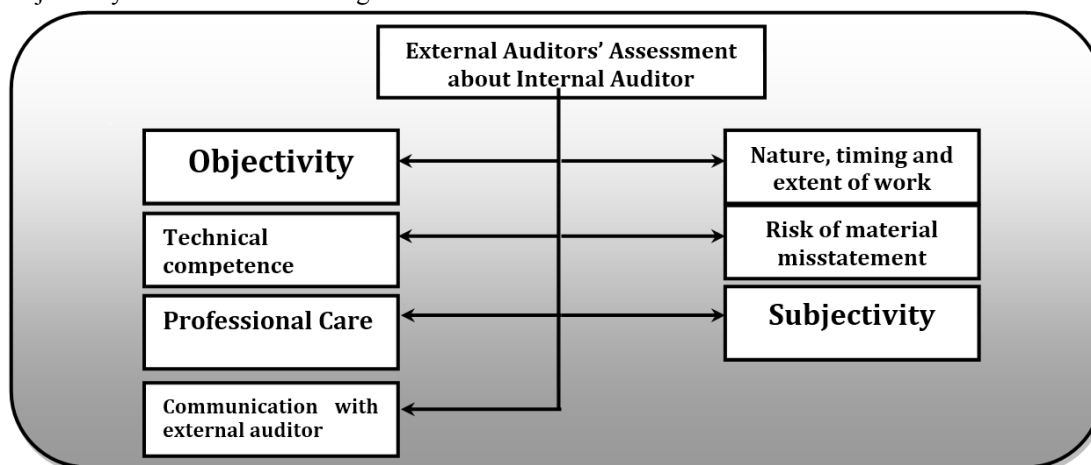 External Auditors’ Assessment
about Internal Auditor
Objectivity
Nature, timing and
extent of work
Technical
competence
Risk of material
misstatement
Professional Care
Subjectivity
Communication with
external auditor